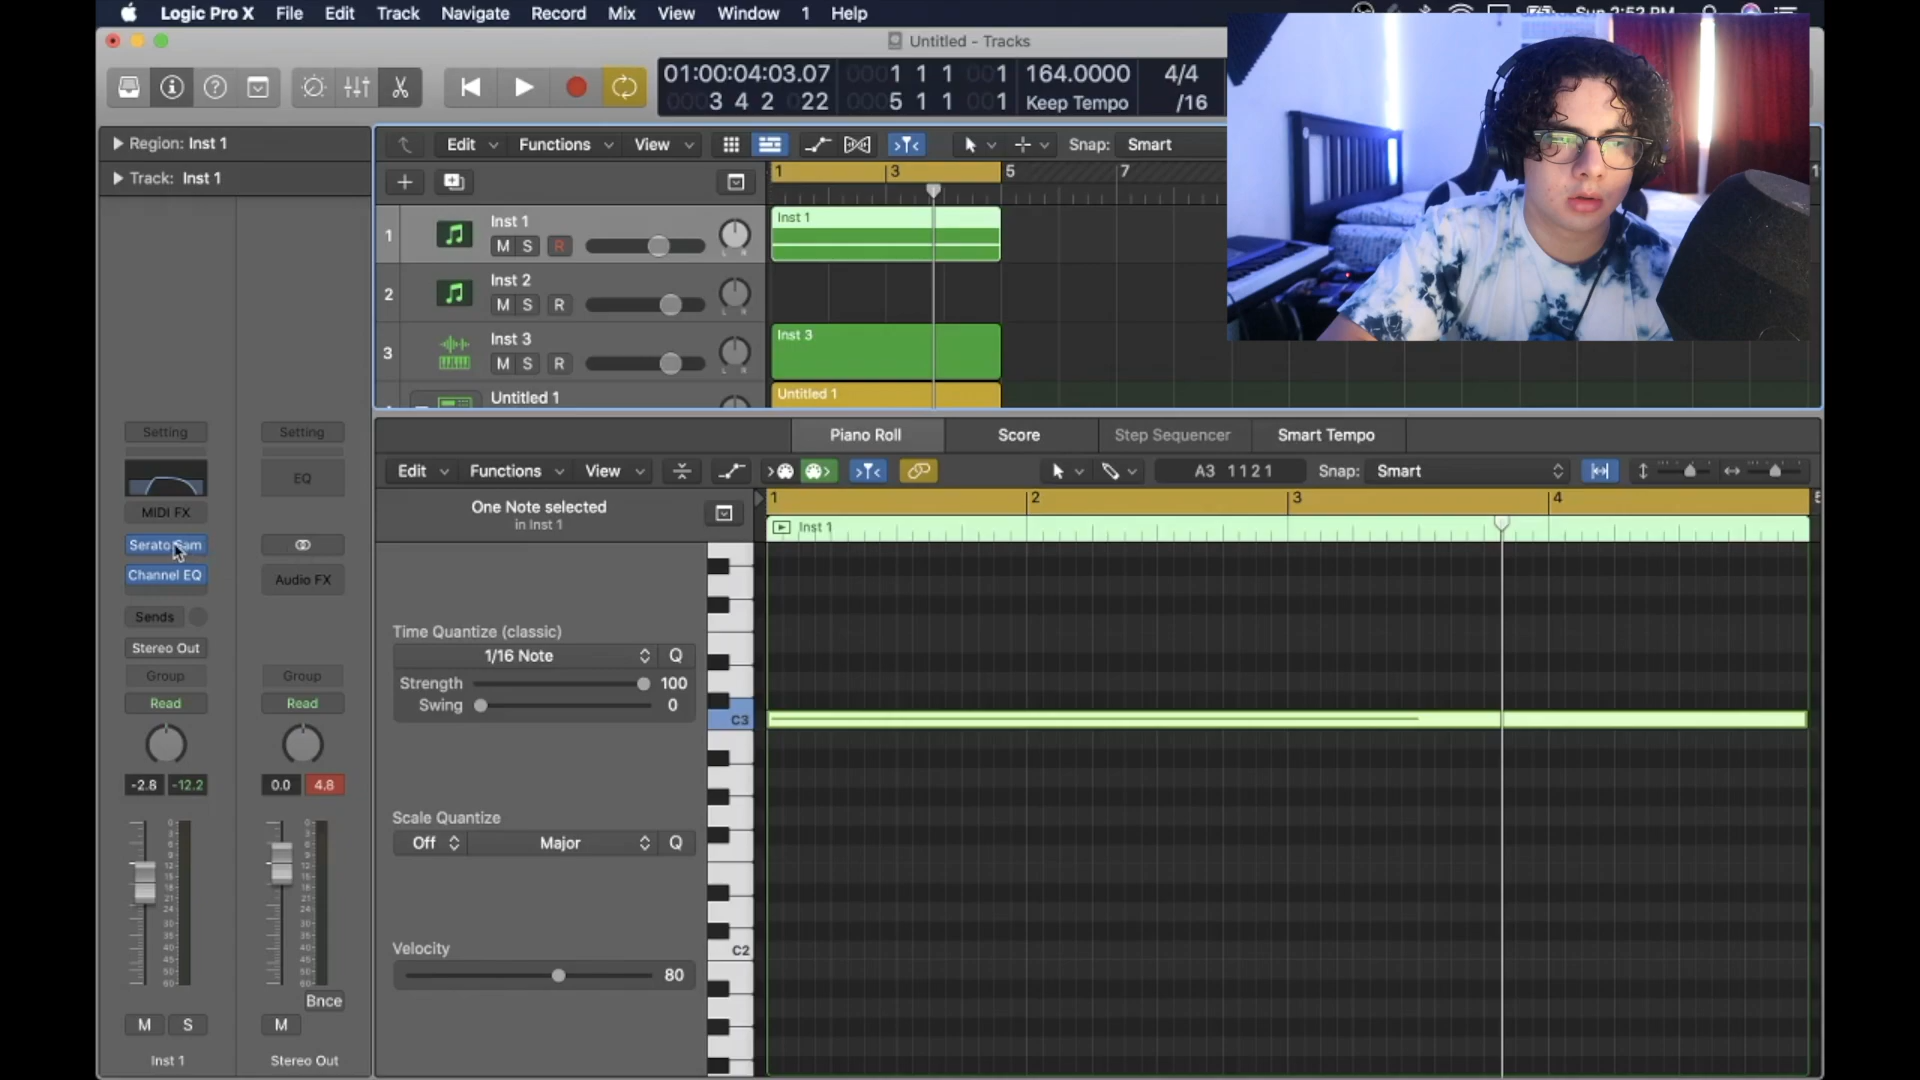 Logic Pro X File Edit Track Navigate Record Mix View Window 1 Help
Untitled - Tracks
01:00:04:03.07 0001 1 1 001 164.0000 4/4
0003 4 2 022 0005 1 1 001 Keep Tempo /16
Region: Inst 1
Track: Inst 1
Edit Functions View Snap: Smart
1 3 5 7
1 Inst 1
M S R
L R
Inst 1
2 Inst 2
M S R
L R
3 Inst 3
M S R
L R
Inst 3
Untitled 1
Untitled 1
Setting Setting
EQ
MIDI FX
Channel EQ
Audio FX
Sends
Stereo Out
Group Group
Read Read
-2.8 -12.2 0.0 4.8
Bnce
M S M
Inst 1 Stereo Out
Piano Roll Score Step Sequencer Smart Tempo
Edit Functions View A3 1 1 2 1 Snap: Smart
One Note selected
in Inst 1
1 2 3 4
Inst 1
Time Quantize (classic)
1/16 Note Q
Strength 100
Swing 0
Scale Quantize
Off Major Q
Velocity
80
C3
C2